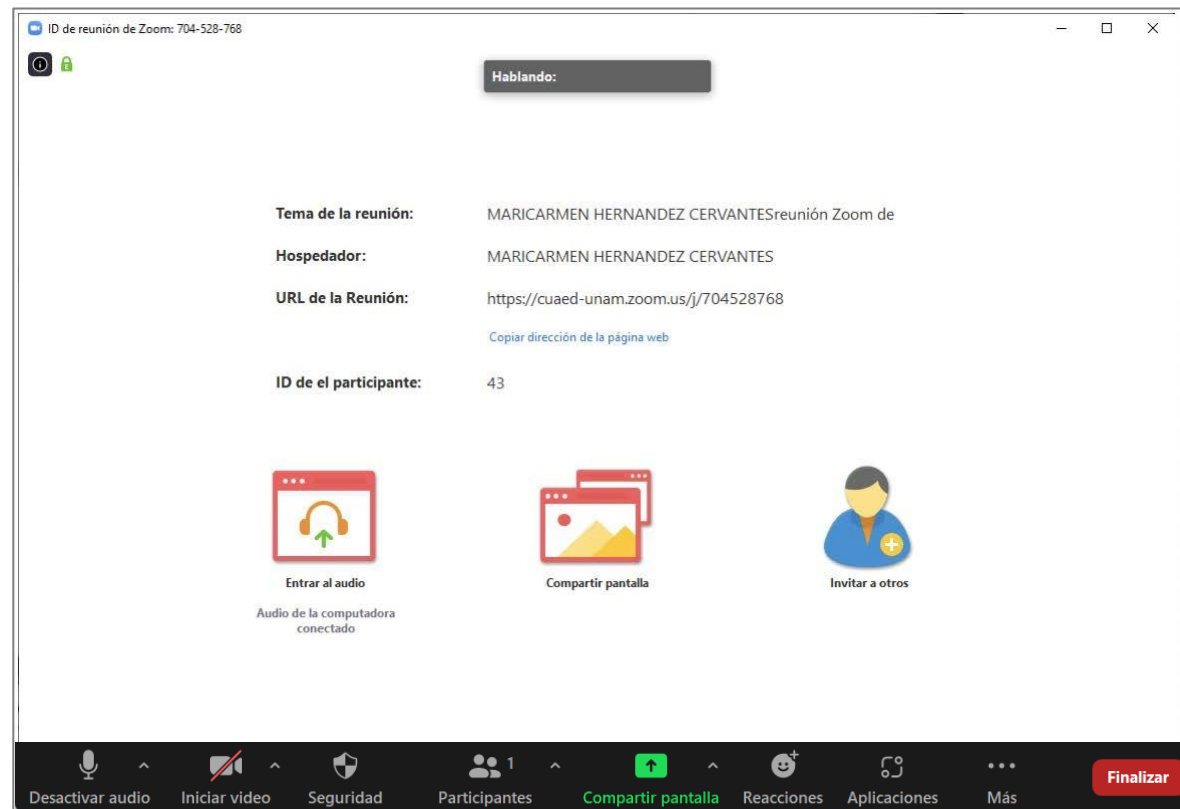 ID de reunión de Zoom: 704-528-768
Hablando:
Tema de la reunión: MARICARMEN HERNANDEZ CERVANTESreunión Zoom de
Hospedador: MARICARMEN HERNANDEZ CERVANTES
URL de la Reunión: https://cuaed-unam.zoom.us/j/704528768
Copiar dirección de la página web
ID de el participante: 43
Entrar al audio
Audio de la computadora
conectado
Compartir pantalla
Invitar a otros
1
Desactivar audio Iniciar video Seguridad Participantes Compartir pantalla Reacciones Aplicaciones Más Finalizar